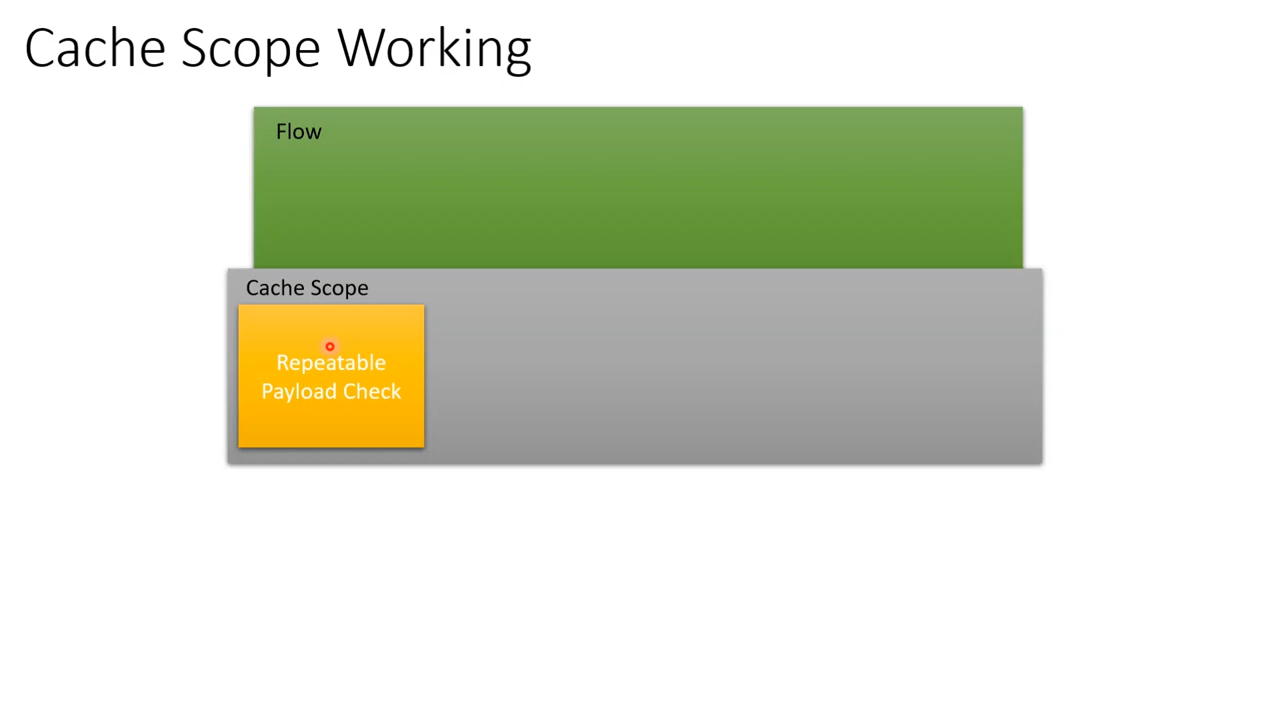 Cache Scope Working
Flow
Cache Scope
Repeatable
Payload Check